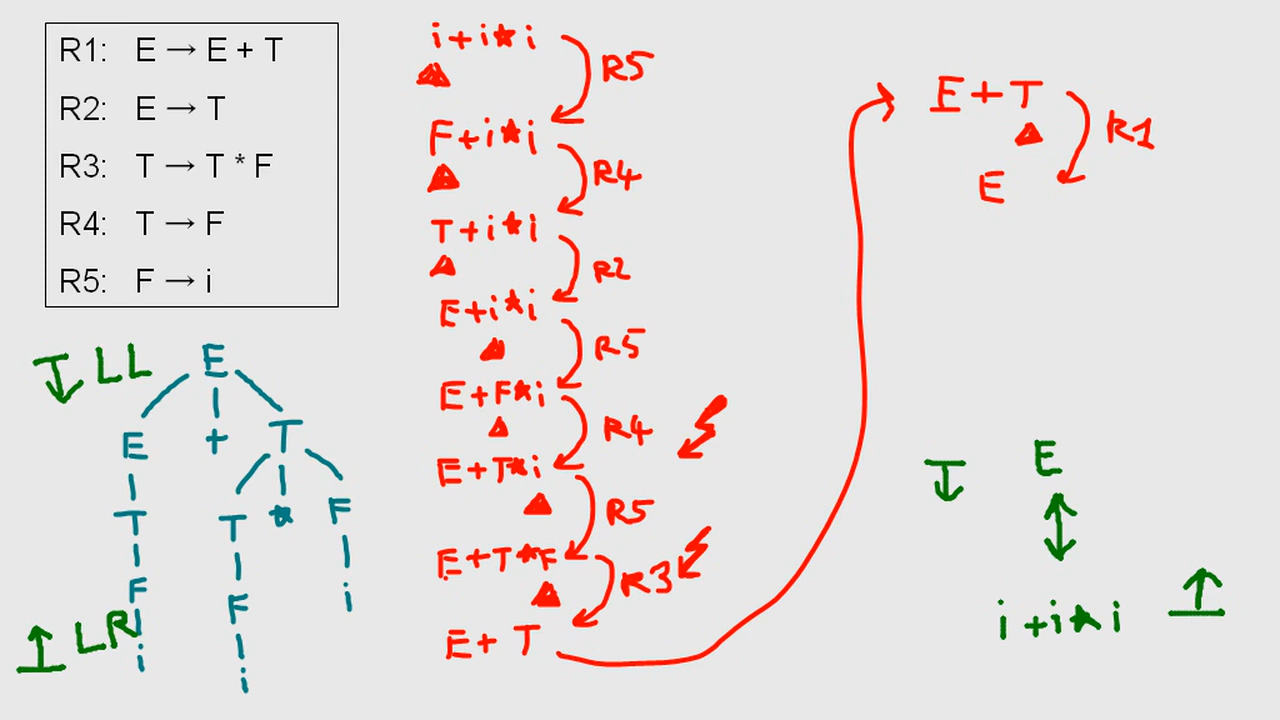 R1: E → E + T
R2: E → T
R3: T → T * F
R4: T → F
R5: F → i
↓ LL
E
E + T
T T * F
F F i
i i
↑ LR
i+i*i
R5
F+i*i
R4
T+i*i
R2
E+i*i
R5
E+F*i
R4
E+T*i
R5
E+T*F
R3
E+T
E+T
R1
E
E
i+i*i